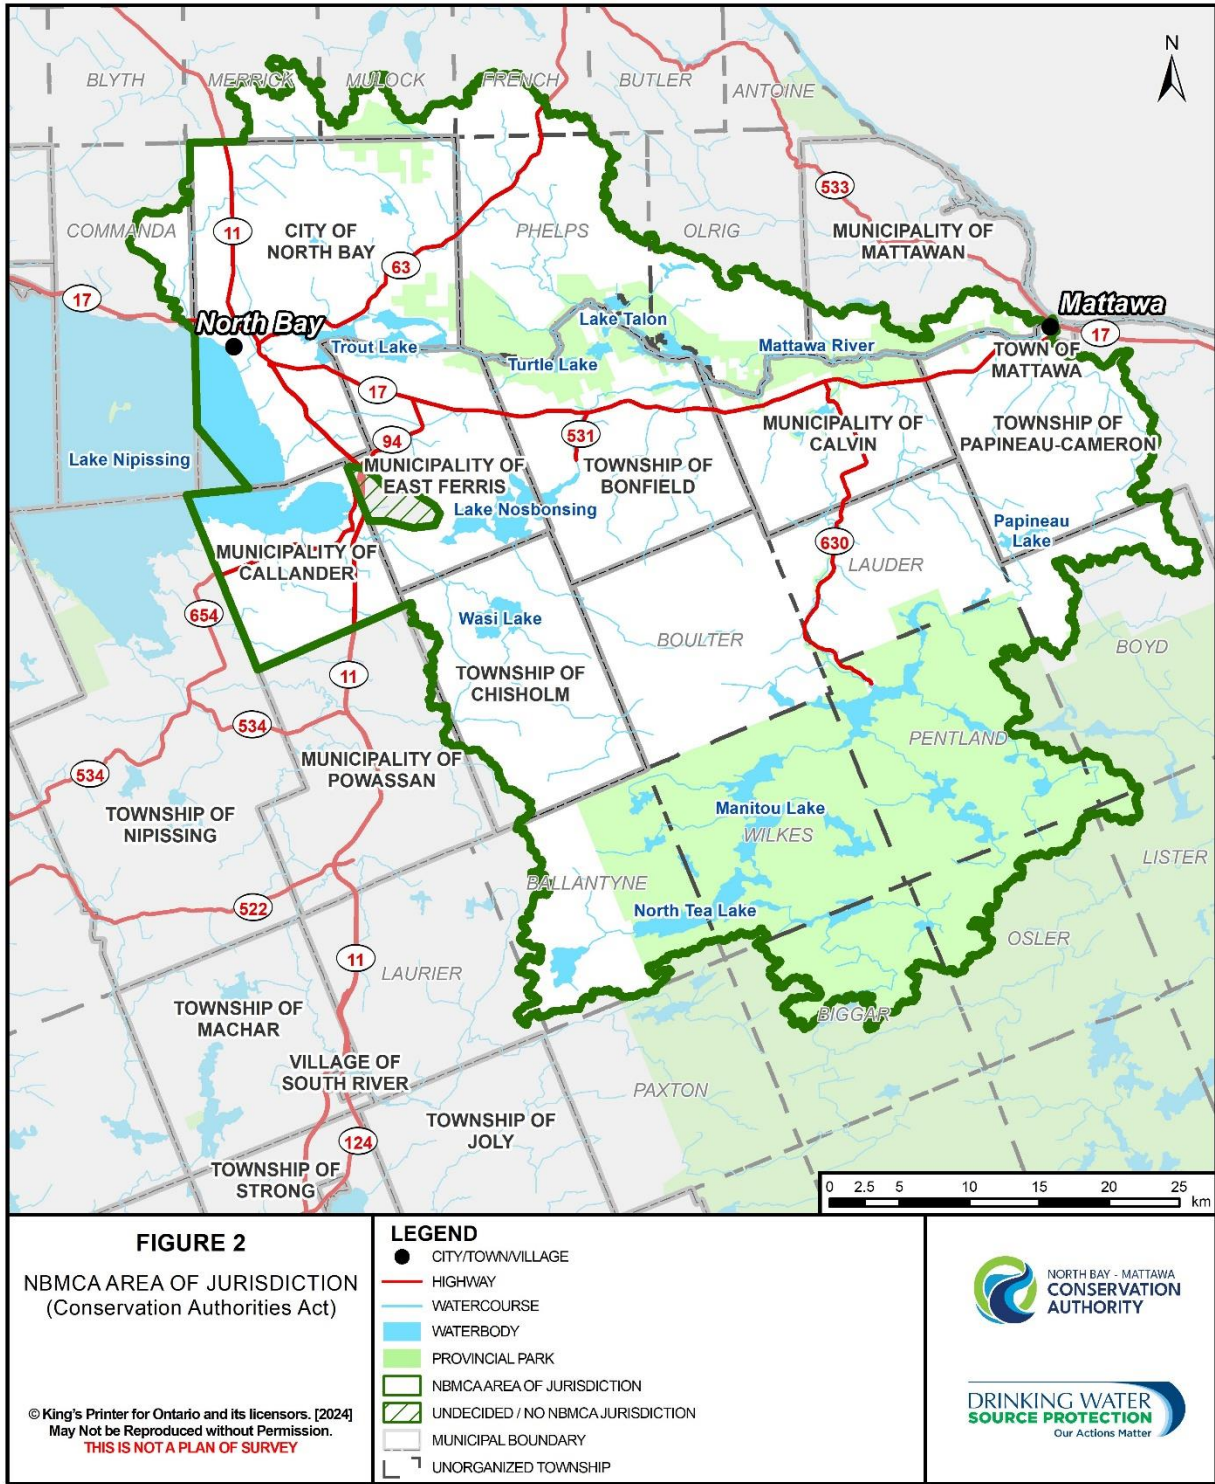 N
BLYTH
MERRICK
MULOCK
FRENCH
BUTLER
ANTOINE
533
COMMANDA
11
CITY OF
NORTH BAY
63
PHELPS
OLRIG
MUNICIPALITY OF
MATTAWAN
17
North Bay
Trout Lake
Lake Talon
Turtle Lake
Mattawa River
Mattawa
17
TOWN OF
MATTAWA
17
94
531
MUNICIPALITY OF
CALVIN
TOWNSHIP OF
PAPINEAU-CAMERON
Lake Nipissing
MUNICIPALITY OF
EAST FERRIS
TOWNSHIP OF
BONFIELD
Lake Nosbonsing
Papineau
Lake
MUNICIPALITY OF
CALLANDER
630
LAUDER
654
Wasi Lake
BOULTER
BOYD
11
TOWNSHIP OF
CHISHOLM
534
PENTLAND
534
MUNICIPALITY OF
POWASSAN
TOWNSHIP OF
NIPISSING
Manitou Lake
WILKES
LISTER
BALLANTYNE
522
North Tea Lake
OSLER
11
LAURIER
TOWNSHIP OF
MACHAR
BIGGAR
VILLAGE OF
SOUTH RIVER
PAXTON
TOWNSHIP OF
JOLY
124
TOWNSHIP OF
STRONG
0 2.5 5 10 15 20 25
km
FIGURE 2
NBMCA AREA OF JURISDICTION
(Conservation Authorities Act)
© King's Printer for Ontario and its licensors. [2024]
May Not be Reproduced without Permission.
THIS IS NOT A PLAN OF SURVEY
LEGEND
CITY/TOWN/VILLAGE
HIGHWAY
WATERCOURSE
WATERBODY
PROVINCIAL PARK
NBMCA AREA OF JURISDICTION
UNDECIDED / NO NBMCA JURISDICTION
MUNICIPAL BOUNDARY
UNORGANIZED TOWNSHIP
NORTH BAY - MATTAWA
CONSERVATION
AUTHORITY
DRINKING WATER
SOURCE PROTECTION
Our Actions Matter